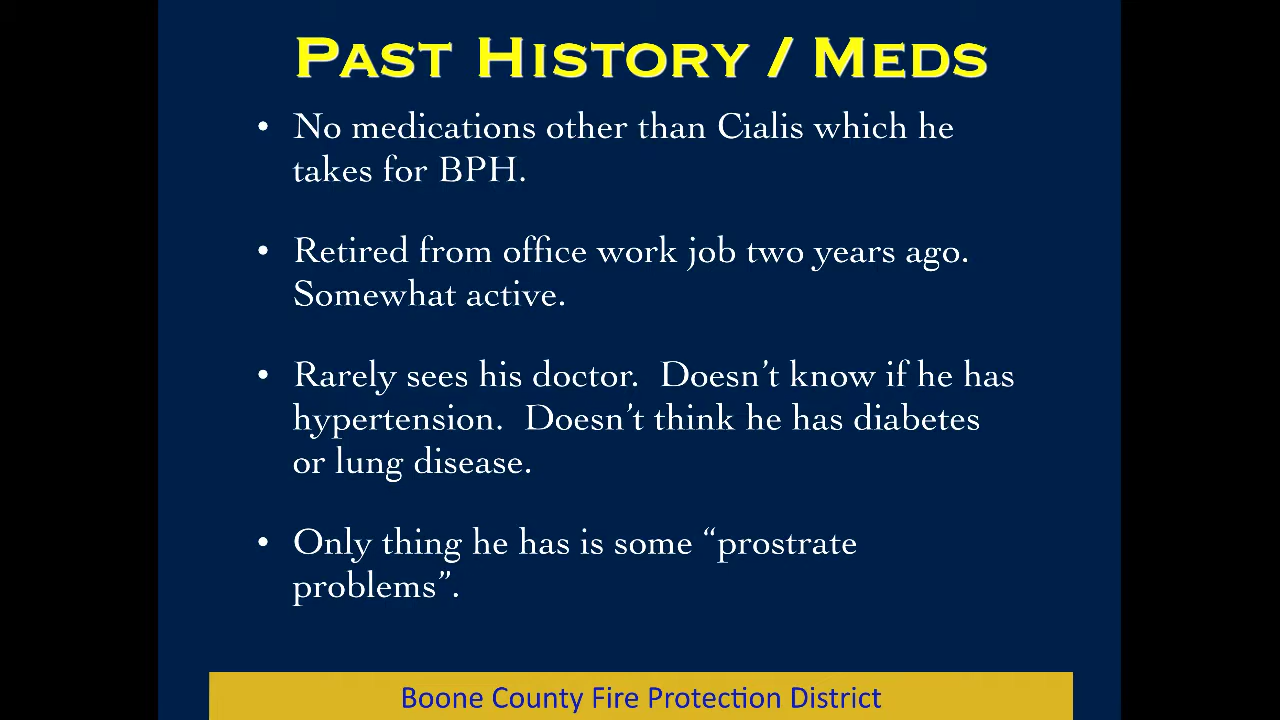 PAST HISTORY / MEDS
• No medications other than Cialis which he
takes for BPH.
• Retired from office work job two years ago.
Somewhat active.
• Rarely sees his doctor.  Doesn’t know if he has
hypertension.  Doesn’t think he has diabetes
or lung disease.
• Only thing he has is some “prostrate
problems”.
Boone County Fire Protection District